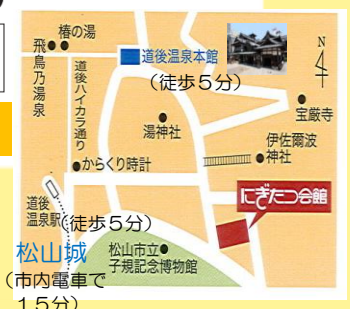 椿の湯
飛鳥乃湯泉
道後温泉本館
(徒歩5分)
N
4
道後ハイカラ通り
湯神社
宝厳寺
伊佐爾波
神社
からくり時計
にぎたつ会館
道後
温泉駅
(徒歩5分)
松山城
(市内電車で
15分)
松山市立
子規記念博物館